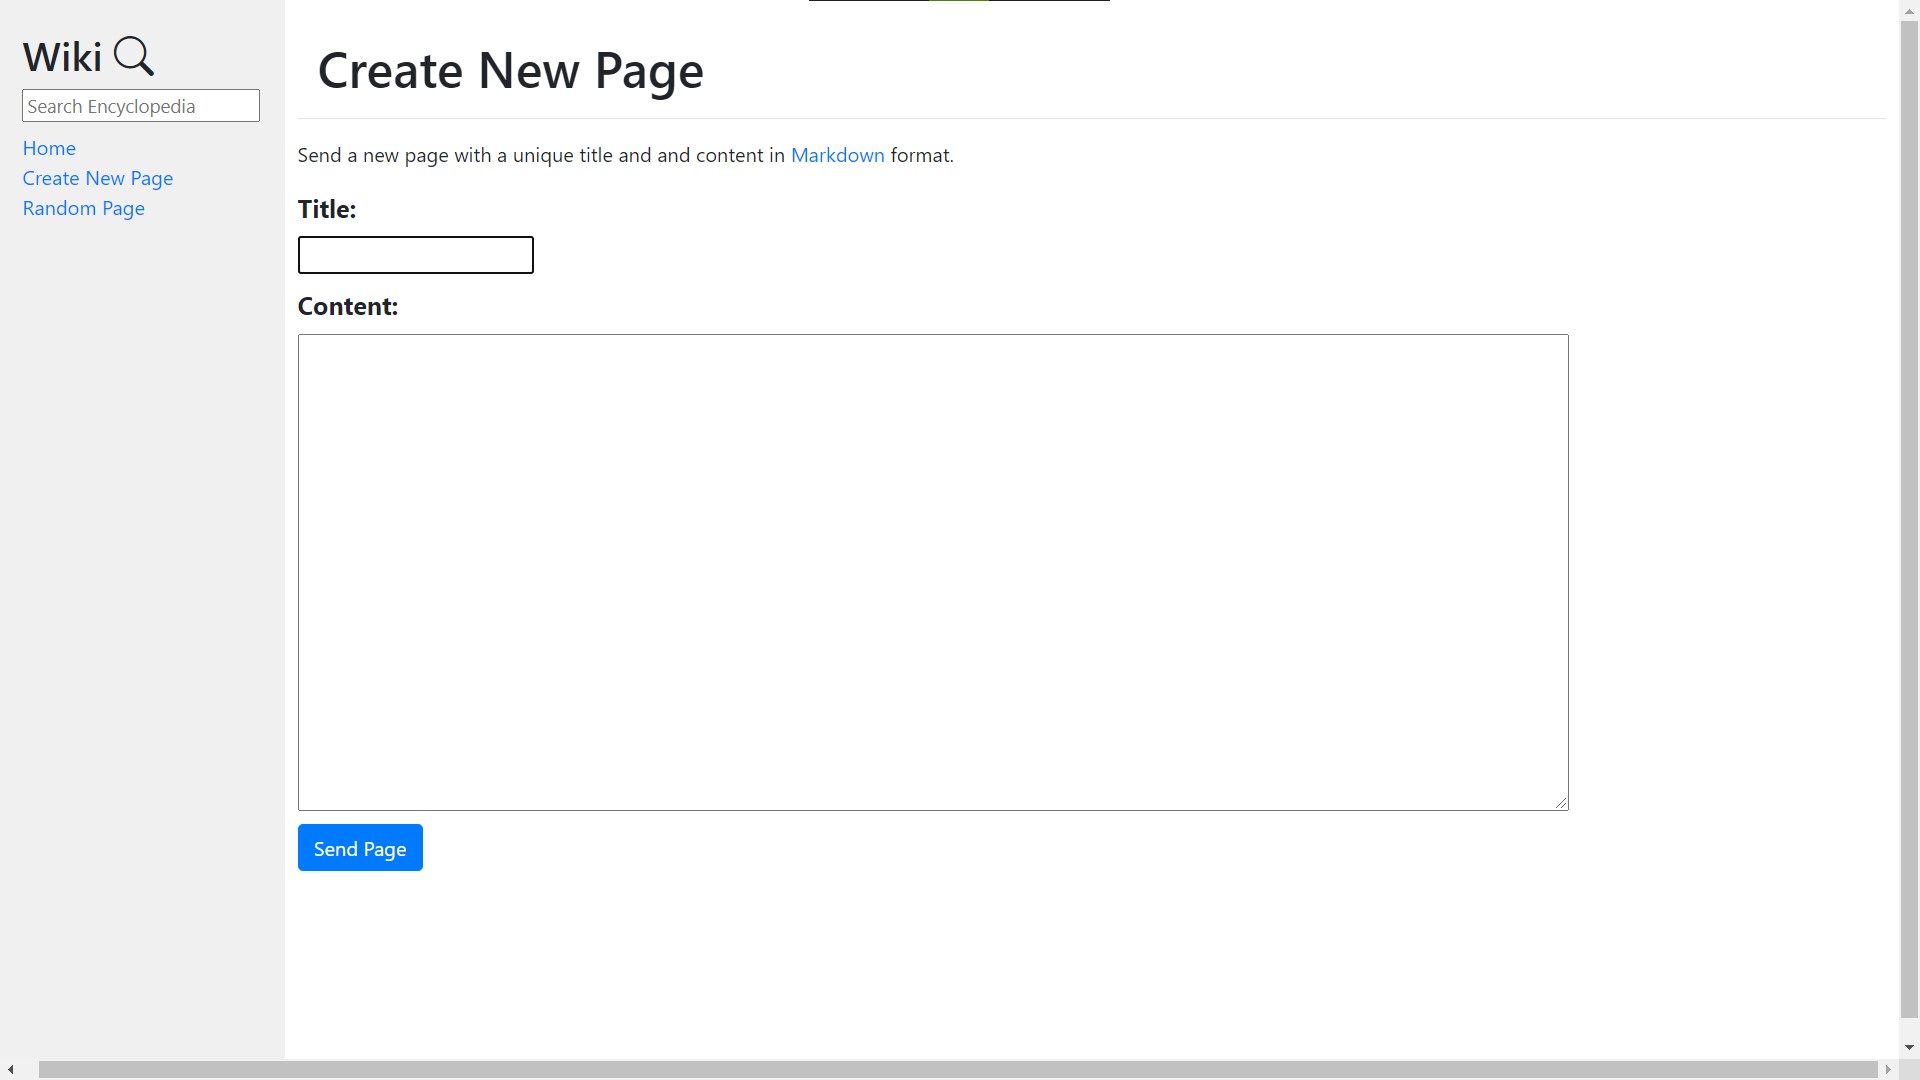 Wiki
Search Encyclopedia
Home
Create New Page
Random Page
Create New Page
Send a new page with a unique title and and content in Markdown format.
Title:
Content:
Send Page